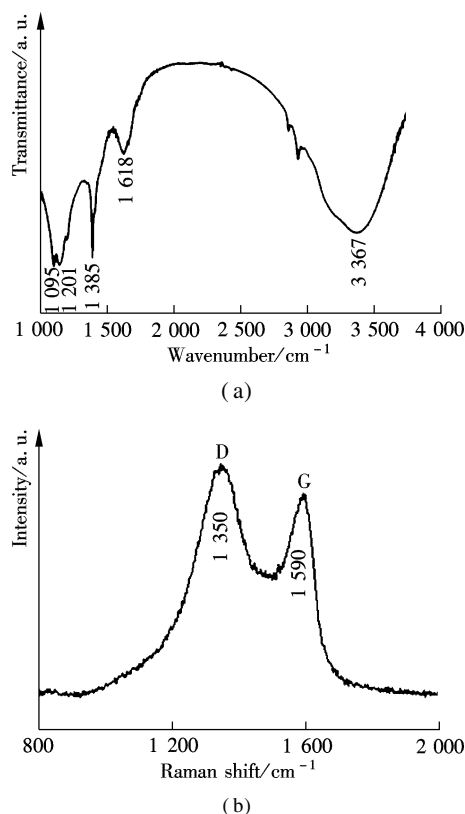 Transmittance/a. u.
1 095
1 201
1 385
1 618
3 367
1 000 1 500 2 000 2 500 3 000 3 500 4 000
Wavenumber/cm⁻¹
(a)
Intensity/a. u.
D
G
1 350
1 590
800 1 200 1 600 2 000
Raman shift/cm⁻¹
(b)